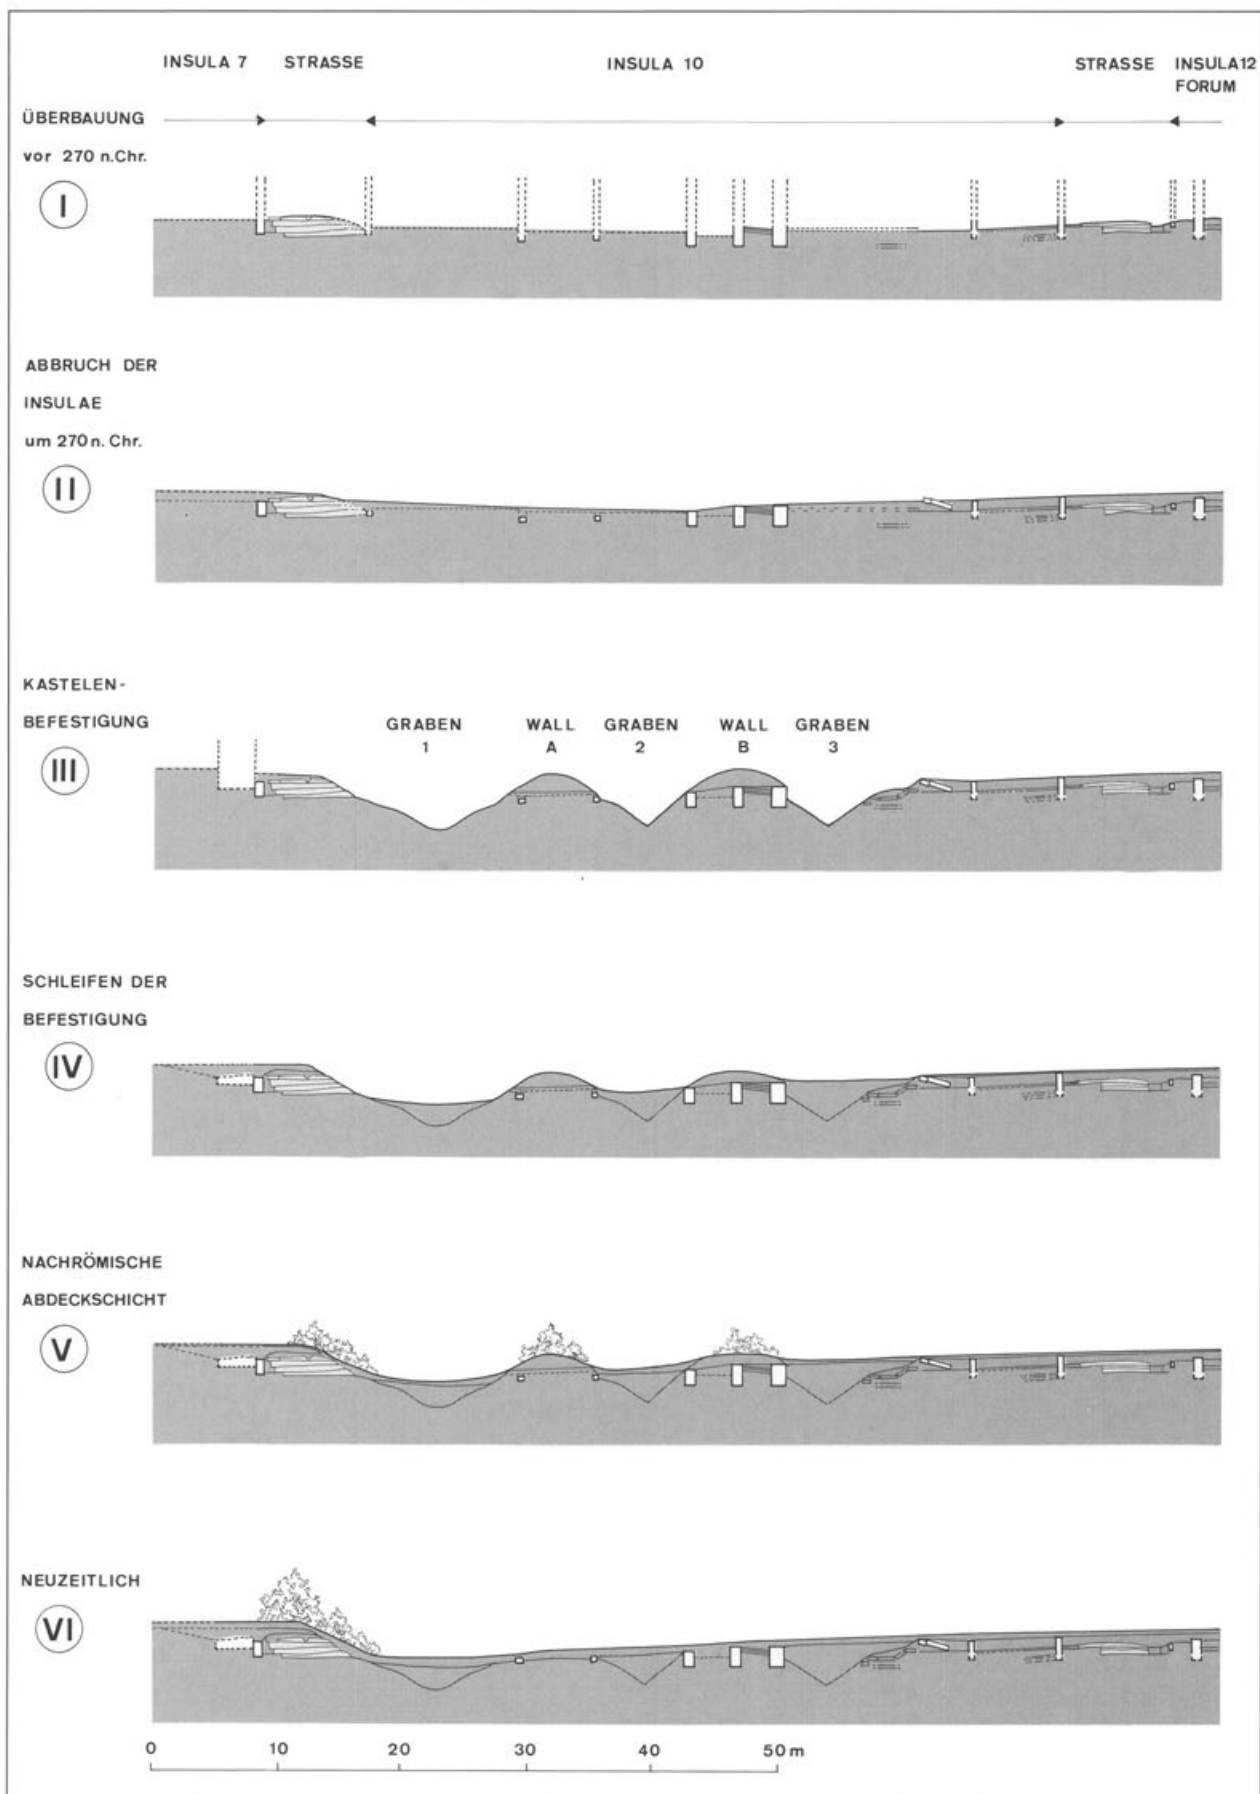 INSULA 7 STRASSE INSULA 10 STRASSE INSULA12
FORUM
ÜBERBAUUNG
vor 270 n.Chr.
I
ABBRUCH DER
INSULAE
um 270 n. Chr.
II
KASTELEN-
BEFESTIGUNG
III
GRABEN WALL GRABEN WALL GRABEN
1 A 2 B 3
SCHLEIFEN DER
BEFESTIGUNG
IV
NACHRÖMISCHE
ABDECKSCHICHT
V
NEUZEITLICH
VI
0 10 20 30 40 50 m